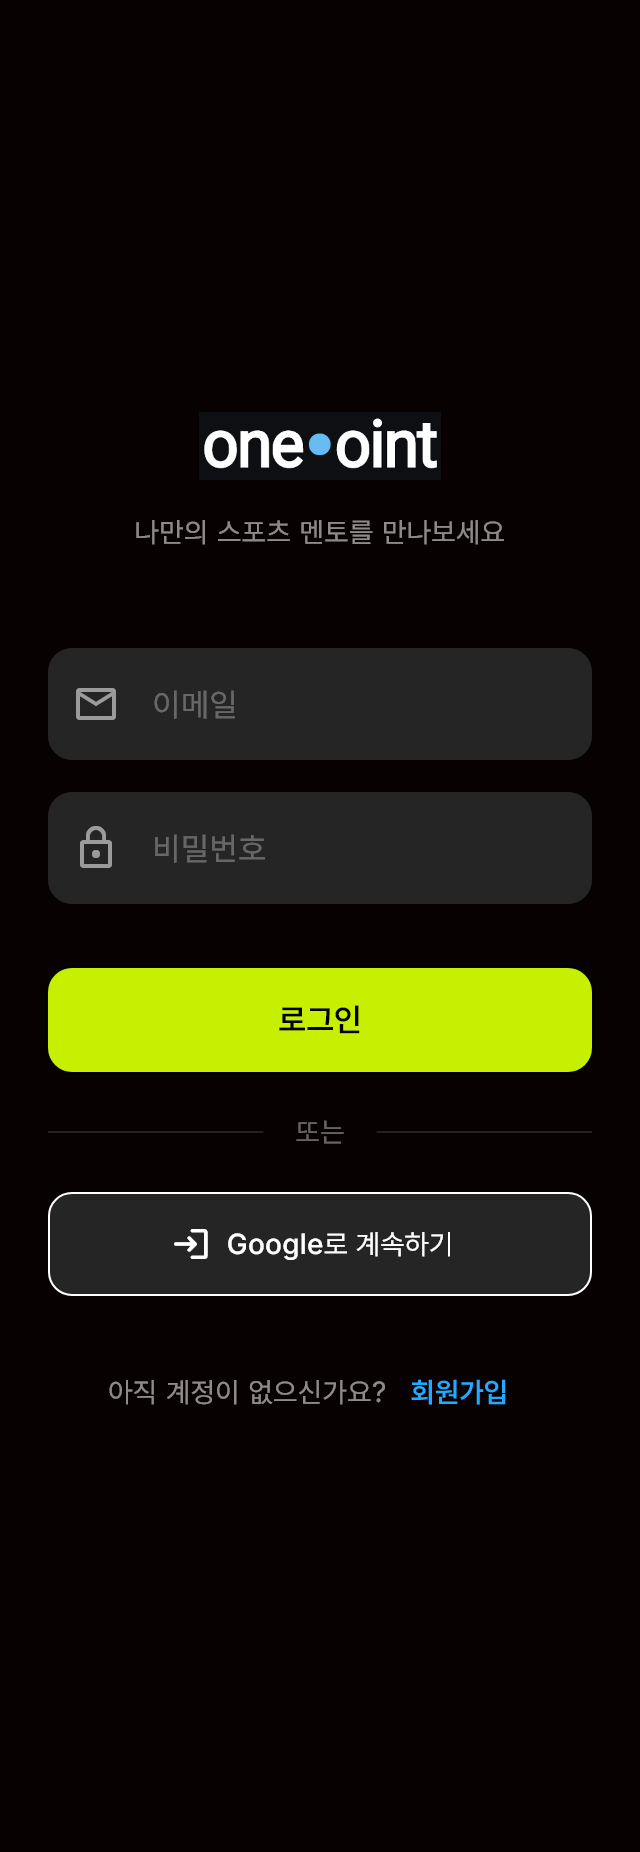 one•oint
나만의 스포츠 멘토를 만나보세요
이메일
비밀번호
로그인
또는
Google로 계속하기
아직 계정이 없으신가요? 회원가입